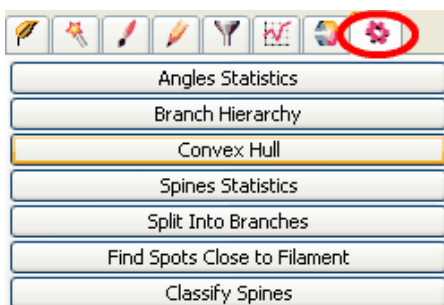 Angles Statistics
Branch Hierarchy
Convex Hull
Spines Statistics
Split Into Branches
Find Spots Close to Filament
Classify Spines